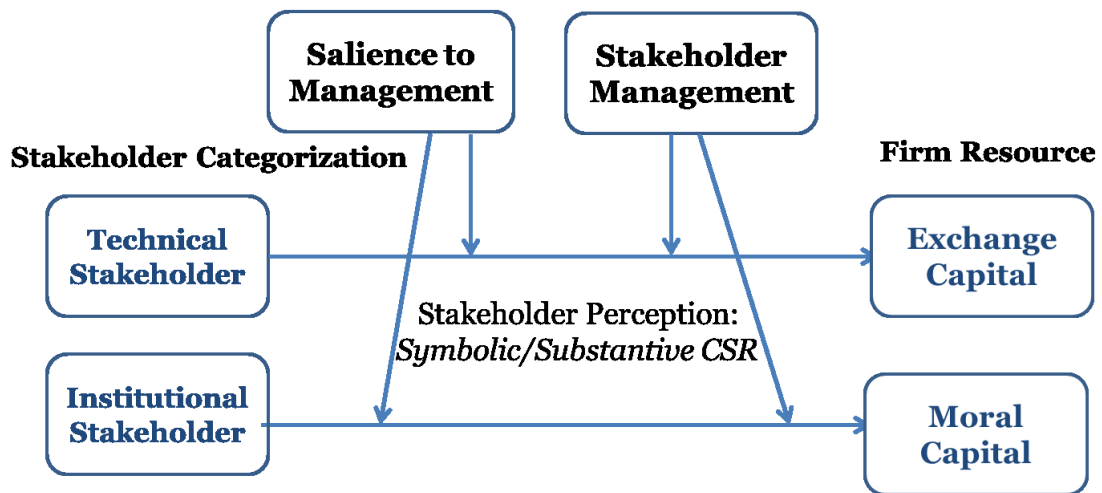 Salience to
Management
Stakeholder
Management
Stakeholder Categorization
Firm Resource
Technical
Stakeholder
Exchange
Capital
Stakeholder Perception:
Symbolic/Substantive CSR
Institutional
Stakeholder
Moral
Capital